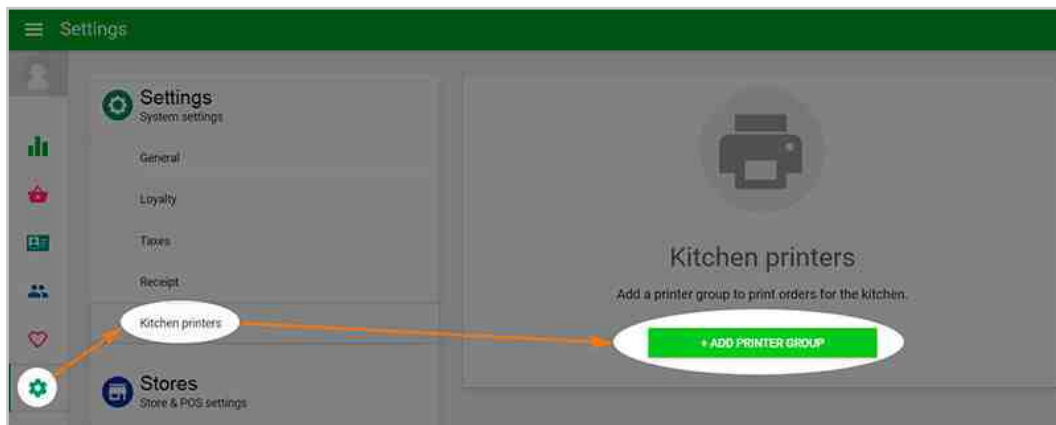 Settings
Settings
System settings
General
Loyalty
Taxes
Receipt
Kitchen printers
Stores
Store & POS settings
Kitchen printers
Add a printer group to print orders for the kitchen.
+ ADD PRINTER GROUP